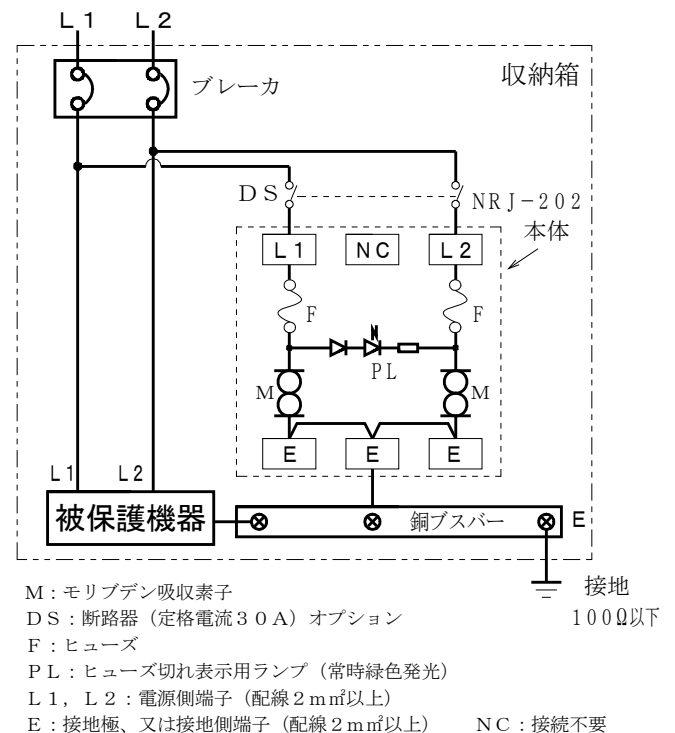 L1 L2
ブレーカ
収納箱
DS
NRJ−202
本体
L1 NC L2
F F
PL
M M
E E E
L1 L2
被保護機器
銅ブスバー
E
接地
100Ω以下
M：モリブデン吸収素子
DS：断路器（定格電流30A）オプション
F：ヒューズ
PL：ヒューズ切れ表示用ランプ（常時緑色発光）
L1，L2：電源側端子（配線2mm²以上）
E：接地極、又は接地側端子（配線2mm²以上） NC：接続不要